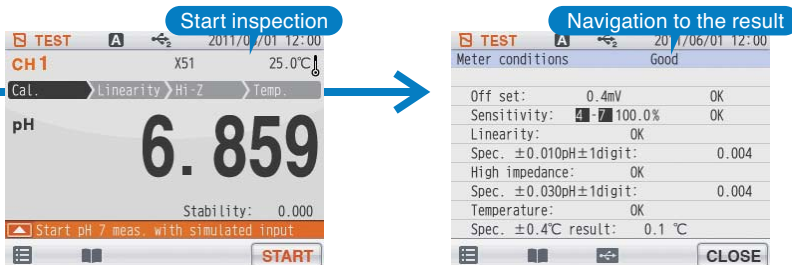 Start inspection
TEST A 2 2011/06/01 12:00
CH1 X51 25.0℃
Cal. Linearity Hi-Z Temp.
pH
6.859
Stability: 0.000
Start pH 7 meas. with simulated input
START
Navigation to the result
TEST A 2 2011/06/01 12:00
Meter conditions Good
Off set: 0.4mV OK
Sensitivity: 4-7 100.0% OK
Linearity: OK
Spec. ±0.010pH±1digit: 0.004
High impedance: OK
Spec. ±0.030pH±1digit: 0.004
Temperature: OK
Spec. ±0.4℃ result: 0.1 ℃
CLOSE